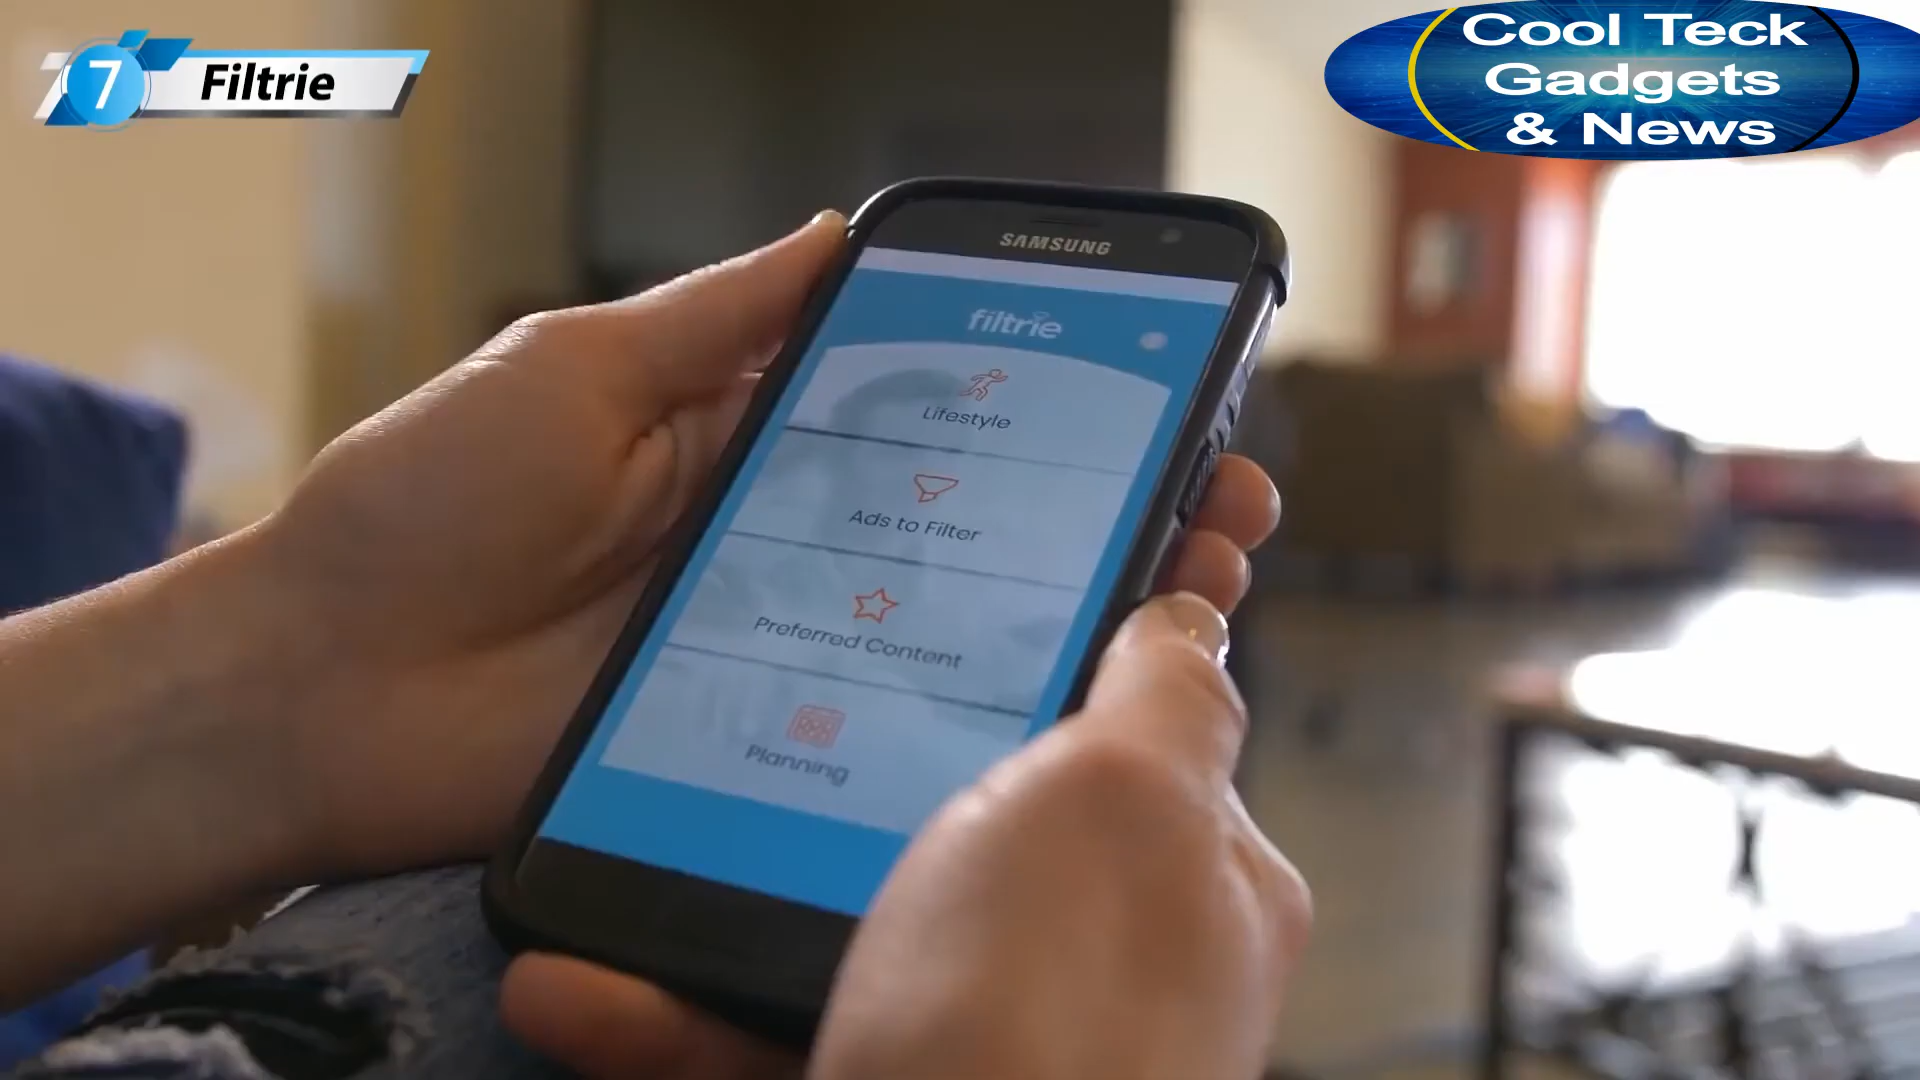 7
Filtrie
Cool Teck
Gadgets
& News
SAMSUNG
filtrie
Lifestyle
Ads to Filter
Preferred Content
Planning